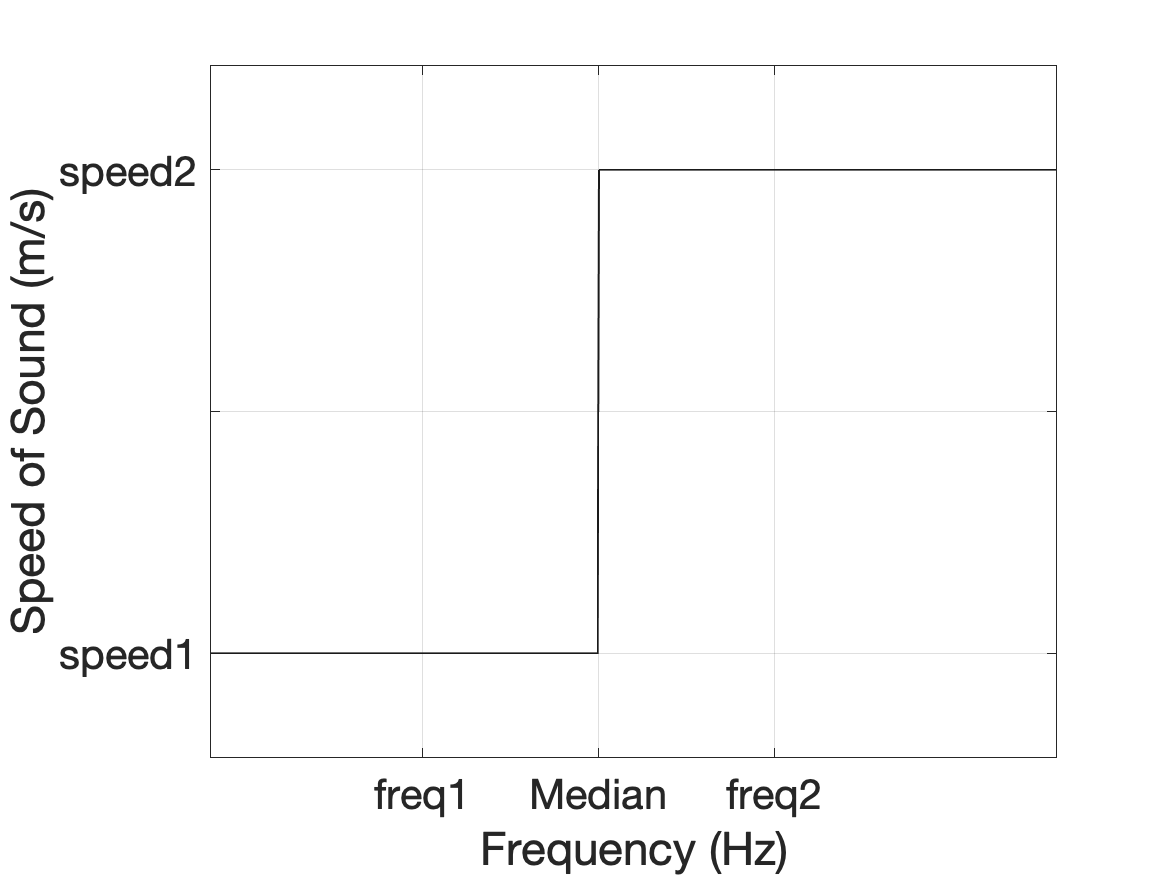 Speed of Sound (m/s)
speed2
speed1
freq1 Median freq2
Frequency (Hz)